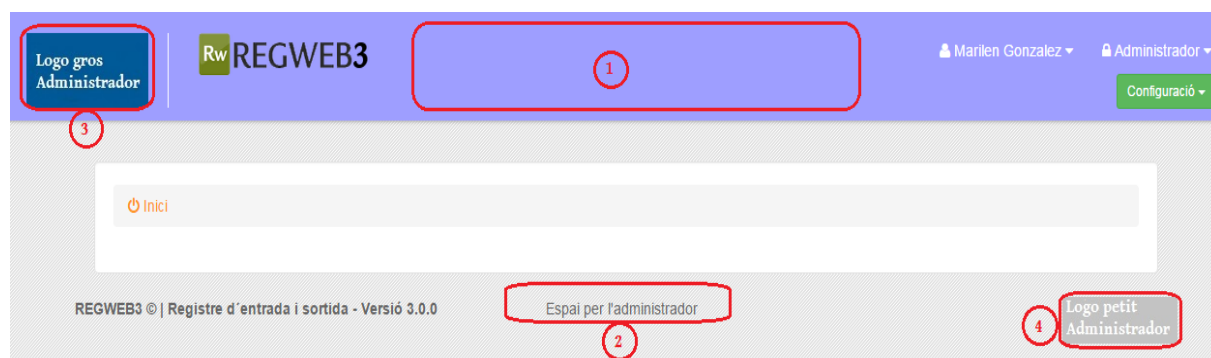 Logo gros
Administrador
Rw REGWEB3
1
Marilen Gonzalez
Administrador
Configuració
3
Inici
REGWEB3 © | Registre d´entrada i sortida - Versió 3.0.0
Espai per l'administrador
2
4
Logo petit
Administrador